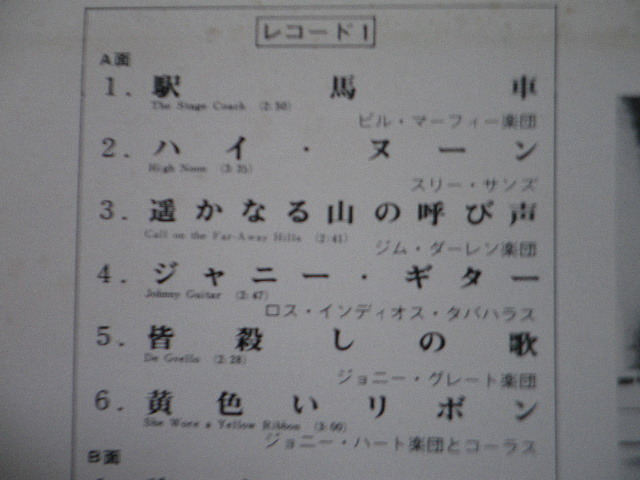 レコード1
A面
1. 駅馬車
The Stage Coach (2:50)
ビル・マーフィー楽団
2. ハイ・ヌーン
High Noon
スリー・サンズ
3. 遥かなる山の呼び声
Call on the Far-Away Hills (2:41)
ジム・ダーレン楽団
4. ジャニー・ギター
Johnny Guitar (2:47)
ロス・インディオス・タバハラス
5. 皆殺しの歌
De Guello (2:28)
ジョニー・グレート楽団
6. 黄色いリボン
She Wore a Yellow Ribbon (3:00)
ジョニー・ハート楽団とコーラス
B面